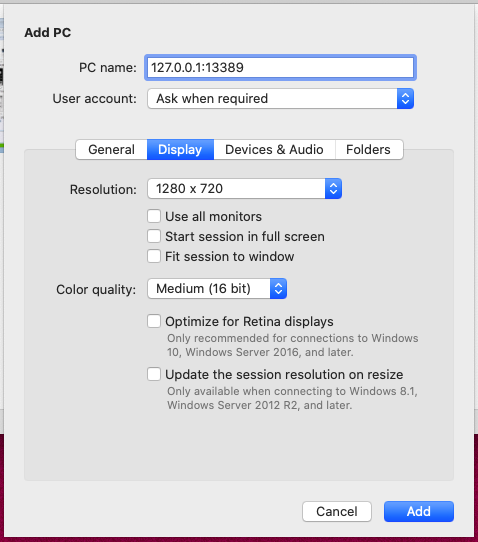 Add PC
PC name: 127.0.0.1:13389
User account: Ask when required
General Display Devices & Audio Folders
Resolution: 1280 x 720
Use all monitors
Start session in full screen
Fit session to window
Color quality: Medium (16 bit)
Optimize for Retina displays
Only recommended for connections to Windows
10, Windows Server 2016, and later.
Update the session resolution on resize
Only available when connecting to Windows 8.1,
Windows Server 2012 R2, and later.
Cancel Add